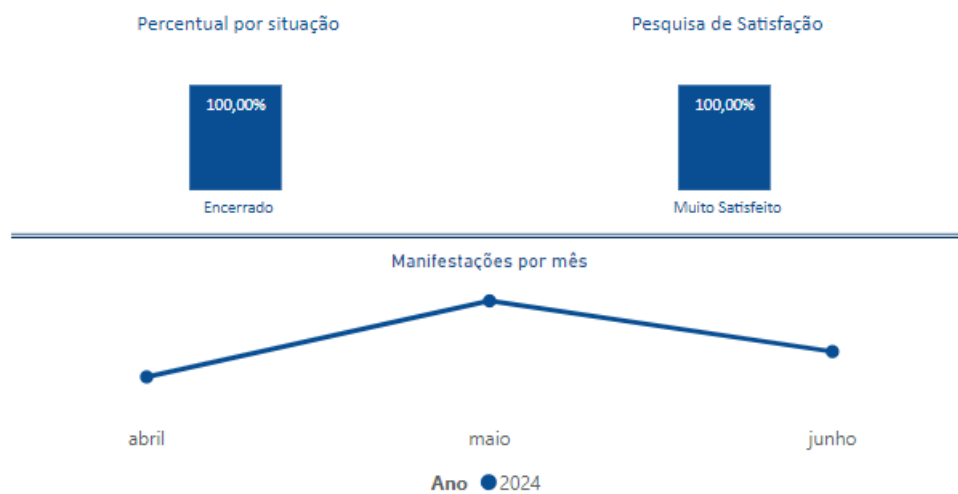 Percentual por situação
100,00%
Encerrado
Pesquisa de Satisfação
100,00%
Muito Satisfeito
Manifestações por mês
abril
maio
junho
Ano 2024